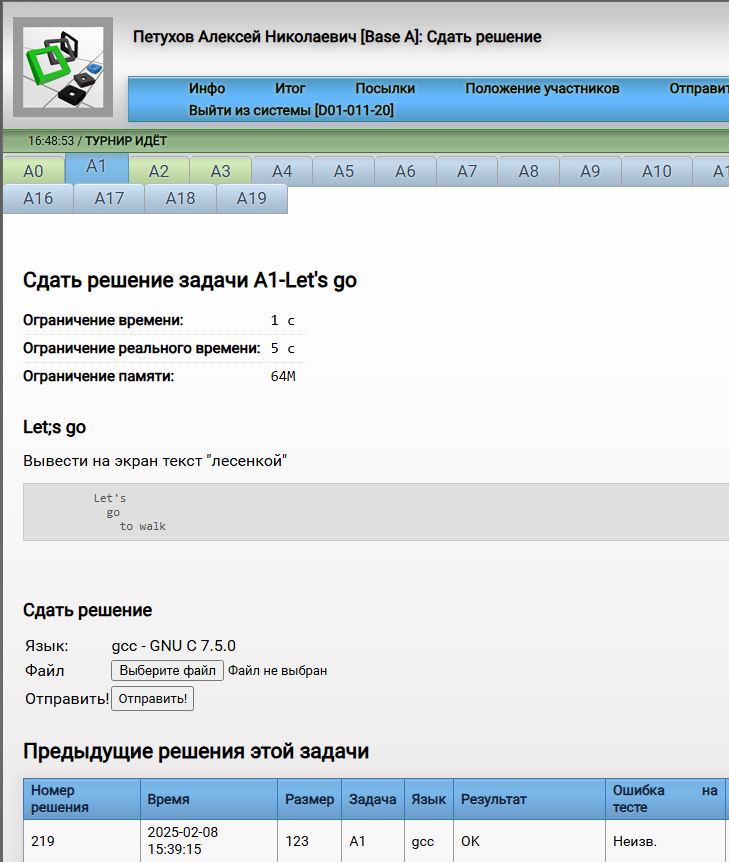 Петухов Алексей Николаевич [Base A]: Сдать решение
Инфо Итог Посылки Положение участников
Выйти из системы [D01-011-20]
16:48:53 / ТУРНИР ИДЁТ
A0 A1 A2 A3 A4 A5 A6 A7 A8 A9 A10
A16 A17 A18 A19
Сдать решение задачи A1-Let's go
Ограничение времени: 1 с
Ограничение реального времени: 5 с
Ограничение памяти: 64M
Let;s go
Вывести на экран текст "лесенкой"
Let's
go
to walk
Сдать решение
Язык: gcc - GNU C 7.5.0
Файл Выберите файл Файл не выбран
Отправить! Отправить!
Предыдущие решения этой задачи
Номер решения Время Размер Задача Язык Результат Ошибка на тесте
219 2025-02-08 15:39:15 123 A1 gcc OK Неизв.